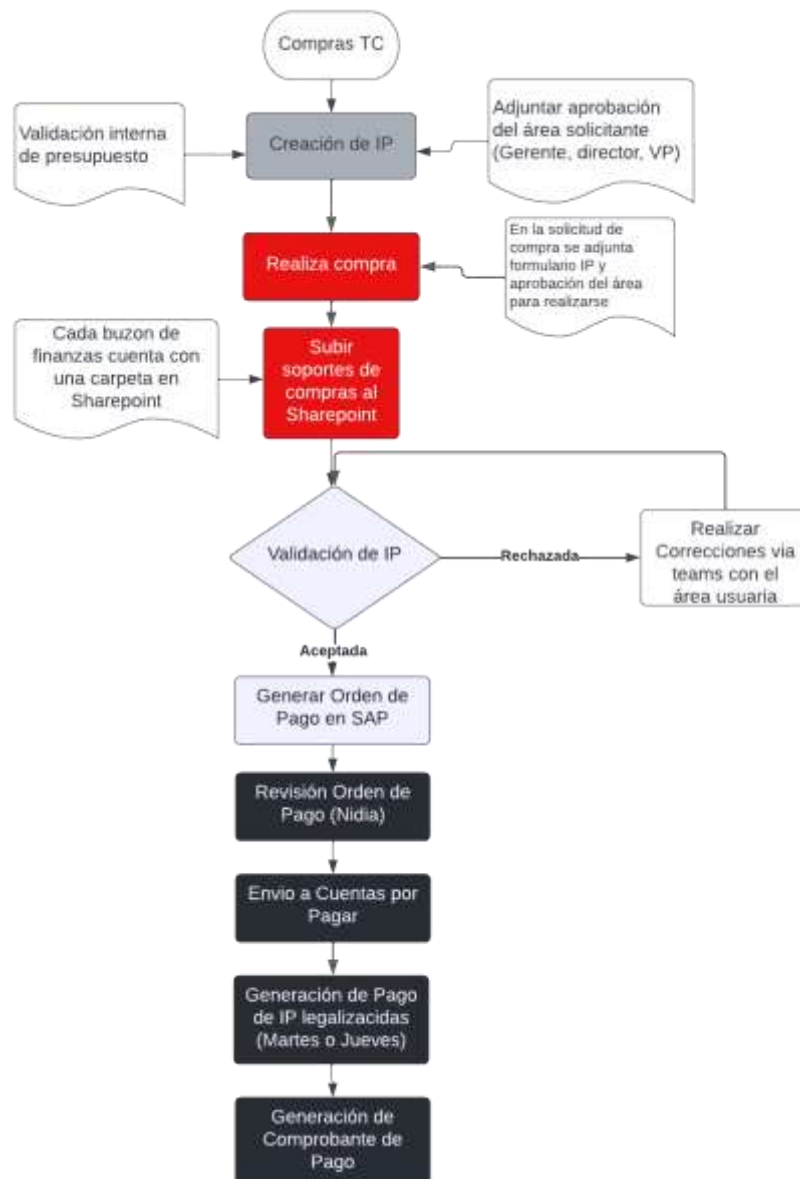 Compras TC
Validación interna
de presupuesto
Creación de IP
Adjuntar aprobación
del área solicitante
(Gerente, director, VP)
Realiza compra
En la solicitud de
compra se adjunta
formulario IP y
aprobación del área
para realizarse
Cada buzon de
finanzas cuenta con
una carpeta en
Sharepoint
Subir
soportes de
compras al
Sharepoint
Validación de IP
Rechazada
Realizar
Correcciones via
teams con el
área usuaria
Aceptada
Generar Orden de
Pago en SAP
Revisión Orden de
Pago (Nidia)
Envio a Cuentas por
Pagar
Generación de Pago
de IP legalizacidas
(Martes o Jueves)
Generación de
Comprobante de
Pago